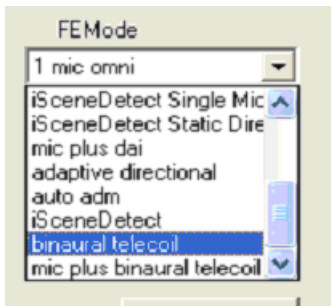 FEMode
1 mic omni
iSceneDetect Single Mic
iSceneDetect Static Dire
mic plus dai
adaptive directional
auto adm
iSceneDetect
binaural telecoil
mic plus binaural telecoil